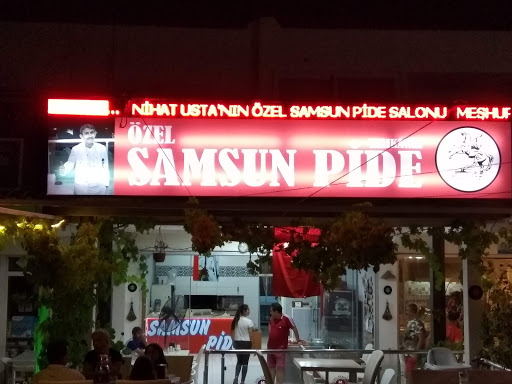 NİHAT USTA'NIN ÖZEL SAMSUN PİDE SALONU MEŞHUR
ÖZEL
SAMSUN PİDE
SAMSUN
PİDE